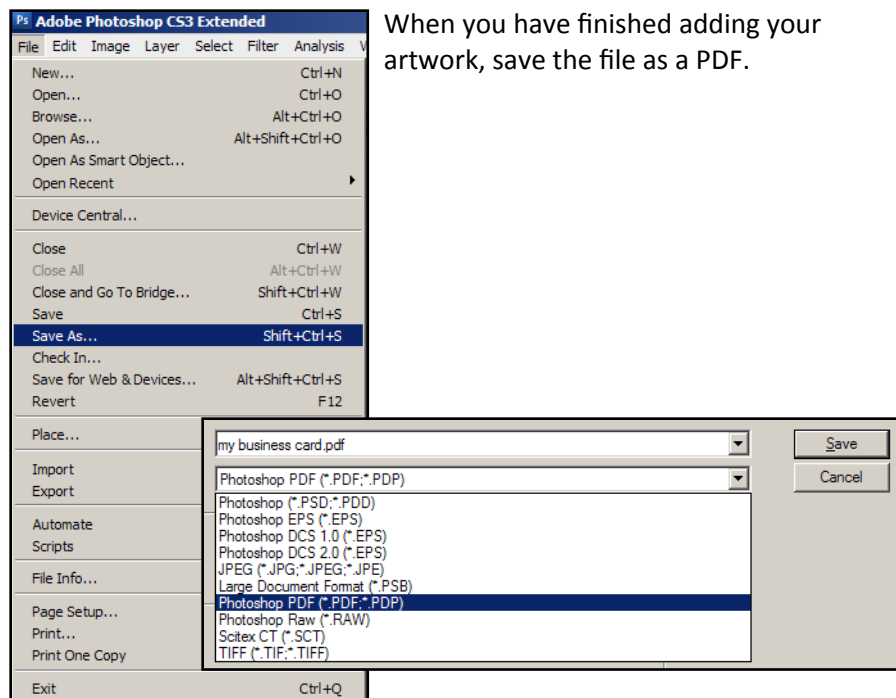 Ps Adobe Photoshop CS3 Extended
File Edit Image Layer Select Filter Analysis
New... Ctrl+N
Open... Ctrl+O
Browse... Alt+Ctrl+O
Open As... Alt+Shift+Ctrl+O
Open As Smart Object...
Open Recent
Device Central...
Close Ctrl+W
Close All Alt+Ctrl+W
Close and Go To Bridge... Shift+Ctrl+W
Save Ctrl+S
Save As... Shift+Ctrl+S
Check In...
Save for Web & Devices... Alt+Shift+Ctrl+S
Revert F12
Place...
Import
Export
Automate
Scripts
File Info...
Page Setup...
Print...
Print One Copy
Exit Ctrl+Q
When you have finished adding your
artwork, save the file as a PDF.
my business card.pdf
Save
Photoshop PDF (*.PDF;*.PDP)
Cancel
Photoshop (*.PSD;*.PDD)
Photoshop EPS (*.EPS)
Photoshop DCS 1.0 (*.EPS)
Photoshop DCS 2.0 (*.EPS)
JPEG (*.JPG;*.JPEG;*.JPE)
Large Document Format (*.PSB)
Photoshop PDF (*.PDF;*.PDP)
Photoshop Raw (*.RAW)
Scitex CT (*.SCT)
TIFF (*.TIF;*.TIFF)